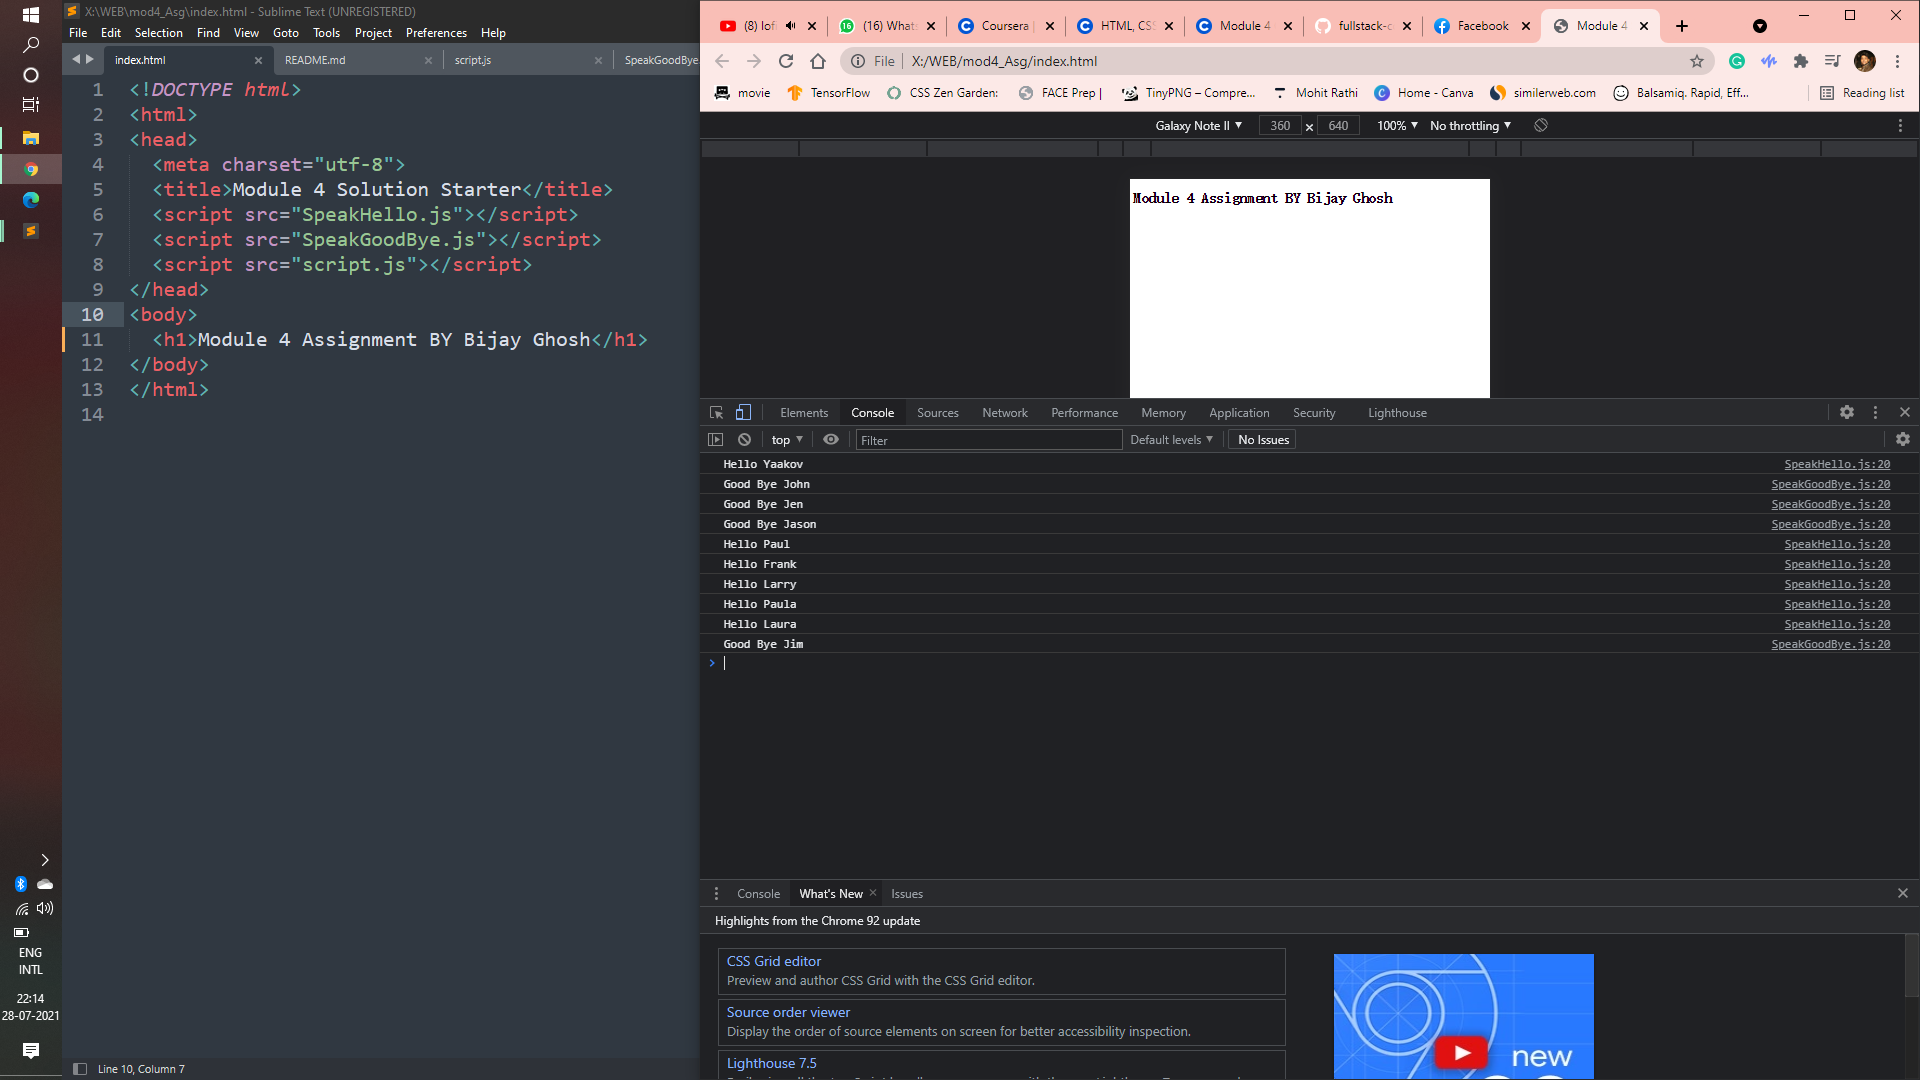 X:\WEB\mod4_Asg\index.html - Sublime Text (UNREGISTERED)
File Edit Selection Find View Goto Tools Project Preferences Help
index.html × README.md × script.js × SpeakGoodBye
1 <!DOCTYPE html>
2 <html>
3 <head>
4 <meta charset="utf-8">
5 <title>Module 4 Solution Starter</title>
6 <script src="SpeakHello.js"></script>
7 <script src="SpeakGoodBye.js"></script>
8 <script src="script.js"></script>
9 </head>
10 <body>
11 <h1>Module 4 Assignment BY Bijay Ghosh</h1>
12 </body>
13 </html>
14
Line 10, Column 7
ENG
INTL
22:14
28-07-2021
(8) lofi (16) What Coursera HTML, CSS Module 4 fullstack-c Facebook Module 4
File X:/WEB/mod4_Asg/index.html
movie TensorFlow CSS Zen Garden: FACE Prep | TinyPNG – Compre... Mohit Rathi Home - Canva similerweb.com Balsamiq. Rapid, Eff... Reading list
Galaxy Note II ▼ 360 × 640 100% ▼ No throttling ▼
Module 4 Assignment BY Bijay Ghosh
Elements Console Sources Network Performance Memory Application Security Lighthouse
top ▼ Filter Default levels ▼ No Issues
Hello Yaakov SpeakHello.js:20
Good Bye John SpeakGoodBye.js:20
Good Bye Jen SpeakGoodBye.js:20
Good Bye Jason SpeakGoodBye.js:20
Hello Paul SpeakHello.js:20
Hello Frank SpeakHello.js:20
Hello Larry SpeakHello.js:20
Hello Paula SpeakHello.js:20
Hello Laura SpeakHello.js:20
Good Bye Jim SpeakGoodBye.js:20
Console What's New × Issues
Highlights from the Chrome 92 update
CSS Grid editor
Preview and author CSS Grid with the CSS Grid editor.
Source order viewer
Display the order of source elements on screen for better accessibility inspection.
Lighthouse 7.5
new